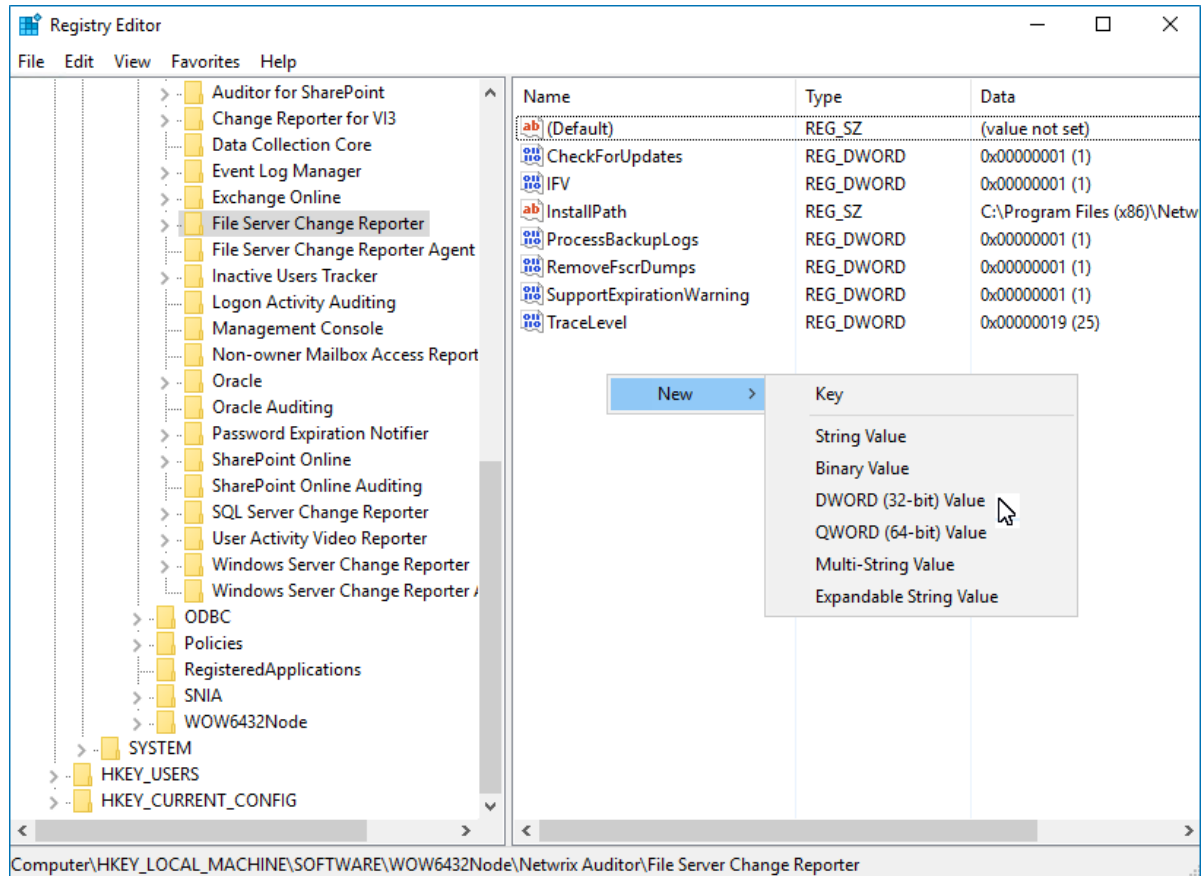 Registry Editor
File Edit View Favorites Help
Auditor for SharePoint
Change Reporter for VI3
Data Collection Core
Event Log Manager
Exchange Online
File Server Change Reporter
File Server Change Reporter Agent
Inactive Users Tracker
Logon Activity Auditing
Management Console
Non-owner Mailbox Access Report
Oracle
Oracle Auditing
Password Expiration Notifier
SharePoint Online
SharePoint Online Auditing
SQL Server Change Reporter
User Activity Video Reporter
Windows Server Change Reporter
Windows Server Change Reporter A
ODBC
Policies
RegisteredApplications
SNIA
WOW6432Node
SYSTEM
HKEY_USERS
HKEY_CURRENT_CONFIG
Name Type Data
(Default) REG_SZ (value not set)
CheckForUpdates REG_DWORD 0x00000001 (1)
IFV REG_DWORD 0x00000001 (1)
InstallPath REG_SZ C:\Program Files (x86)\Netw
ProcessBackupLogs REG_DWORD 0x00000001 (1)
RemoveFscrDumps REG_DWORD 0x00000001 (1)
SupportExpirationWarning REG_DWORD 0x00000001 (1)
TraceLevel REG_DWORD 0x00000019 (25)
New
Key
String Value
Binary Value
DWORD (32-bit) Value
QWORD (64-bit) Value
Multi-String Value
Expandable String Value
Computer\HKEY_LOCAL_MACHINE\SOFTWARE\WOW6432Node\Netwrix Auditor\File Server Change Reporter